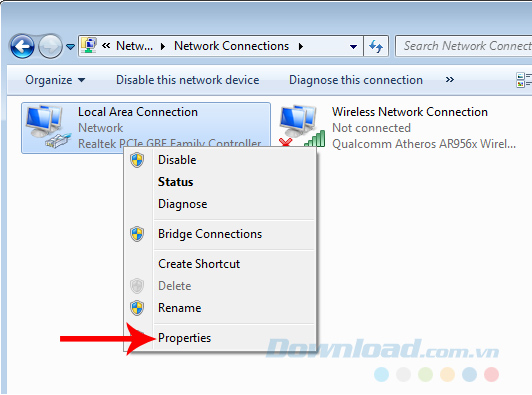 « Netw... ▸ Network Connections ▸
Search Network Connect
Organize ▾ Disable this network device Diagnose this connection »
Local Area Connection
Network
Realtek PCIe GBE Family Controller
Wireless Network Connection
Not connected
Qualcomm Atheros AR956x Wirel...
Disable
Status
Diagnose
Bridge Connections
Create Shortcut
Delete
Rename
Properties
Download.com.vn